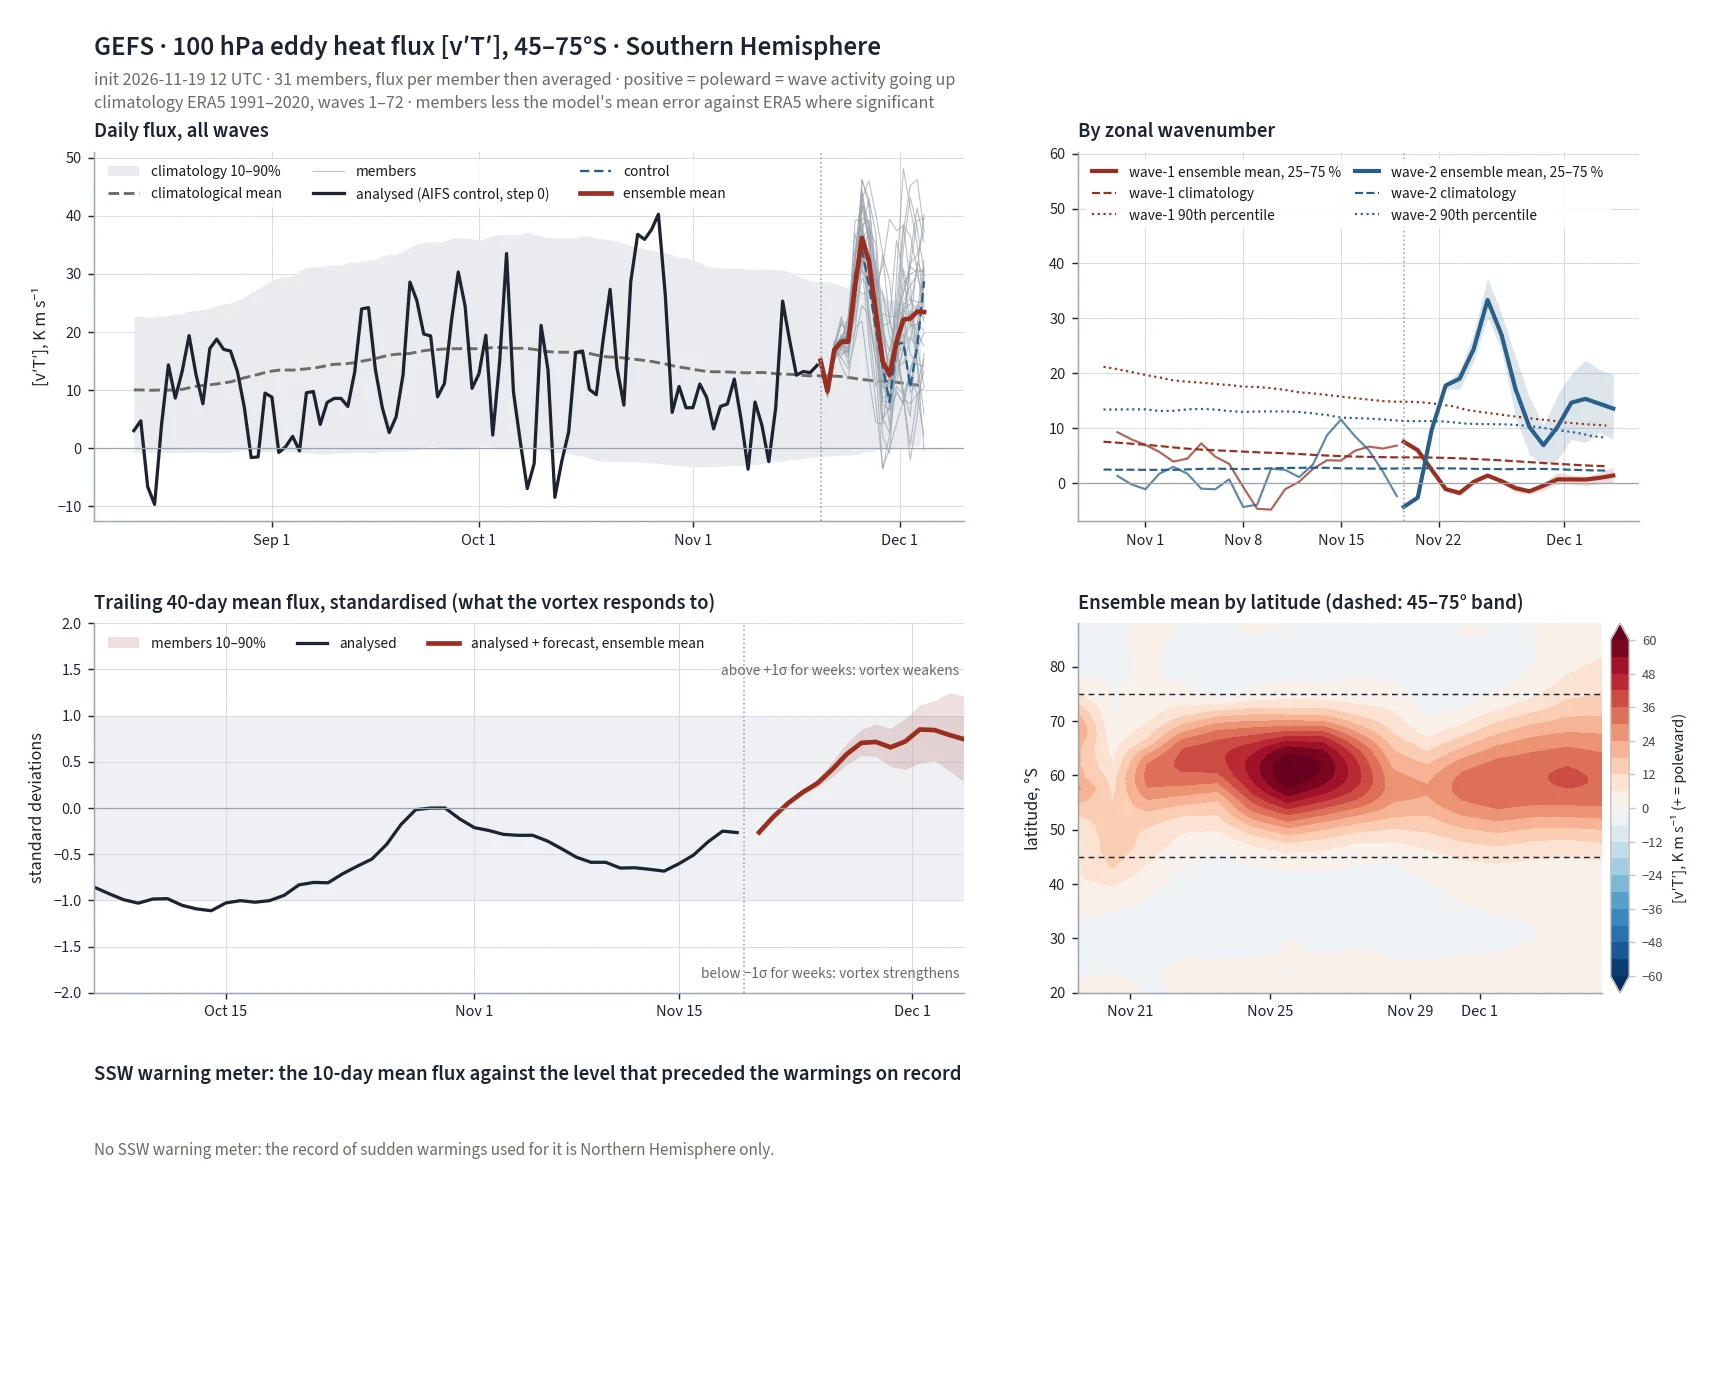 GEFS · 100 hPa eddy heat flux [v′T′], 45–75°S · Southern Hemisphere
init 2026-11-19 12 UTC · 31 members, flux per member then averaged · positive = poleward = wave activity going up
climatology ERA5 1991–2020, waves 1–72 · members less the model's mean error against ERA5 where significant
Daily flux, all waves
climatology 10–90%
members
control
climatological mean
analysed (AIFS control, step 0)
ensemble mean
[v′T′], K m s⁻¹
50
40
30
20
10
0
−10
Sep 1
Oct 1
Nov 1
Dec 1
By zonal wavenumber
wave-1 ensemble mean, 25–75 %
wave-2 ensemble mean, 25–75 %
wave-1 climatology
wave-2 climatology
wave-1 90th percentile
wave-2 90th percentile
60
50
40
30
20
10
0
Nov 1
Nov 8
Nov 15
Nov 22
Dec 1
Trailing 40-day mean flux, standardised (what the vortex responds to)
members 10–90%
analysed
analysed + forecast, ensemble mean
above +1σ for weeks: vortex weakens
below −1σ for weeks: vortex strengthens
standard deviations
2.0
1.5
1.0
0.5
0.0
−0.5
−1.0
−1.5
−2.0
Oct 15
Nov 1
Nov 15
Dec 1
Ensemble mean by latitude (dashed: 45–75° band)
latitude, °S
80
70
60
50
40
30
20
Nov 21
Nov 25
Nov 29
Dec 1
60
48
36
24
12
0
−12
−24
−36
−48
−60
[v′T′], K m s⁻¹ (+ = poleward)
SSW warning meter: the 10-day mean flux against the level that preceded the warmings on record
No SSW warning meter: the record of sudden warmings used for it is Northern Hemisphere only.